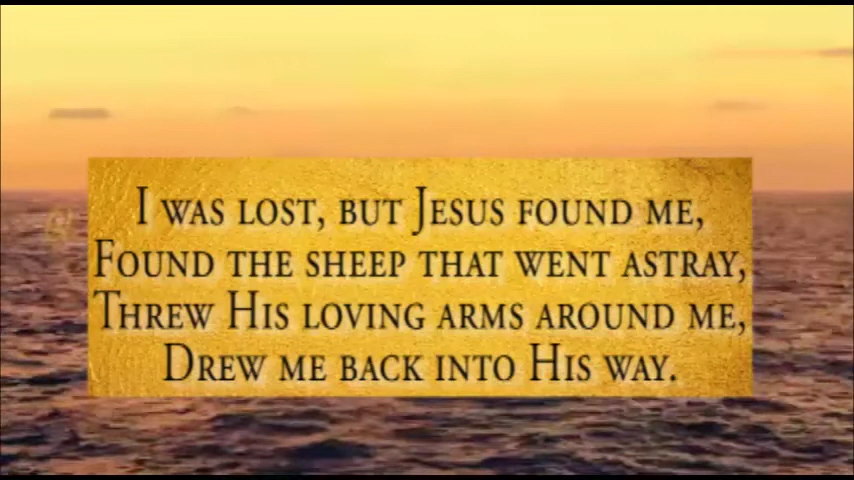 I was lost, but Jesus found me,
Found the sheep that went astray,
Threw His loving arms around me,
Drew me back into His way.